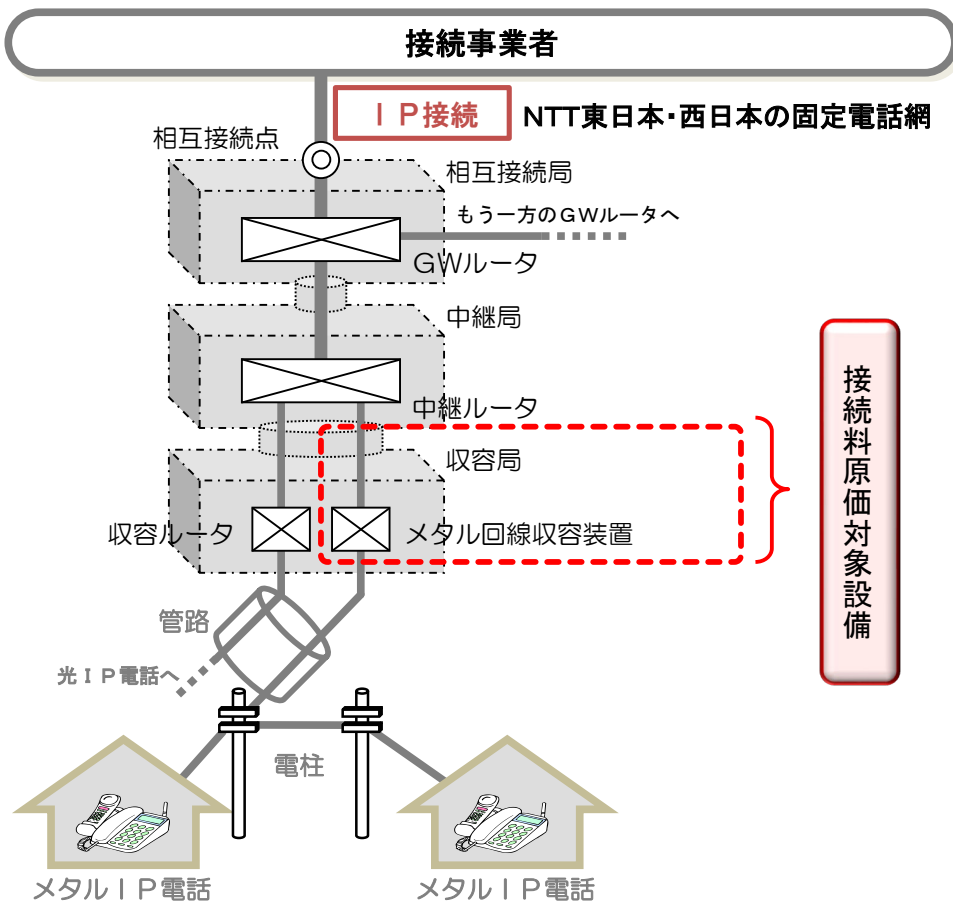 接続事業者
IP接続
NTT東日本・西日本の固定電話網
相互接続点
相互接続局
もう一方のGWルータへ
GWルータ
中継局
中継ルータ
収容局
収容ルータ
メタル回線収容装置
接続料原価対象設備
管路
光IP電話へ
電柱
メタルIP電話
メタルIP電話